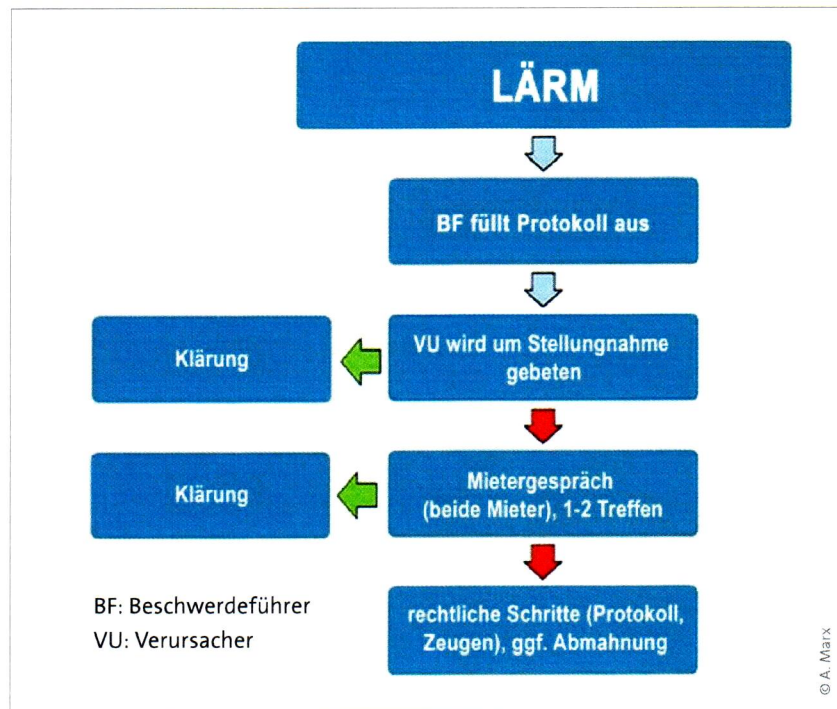 LÄRM
BF füllt Protokoll aus
VU wird um Stellungnahme
gebeten
Klärung
Mietergespräch
(beide Mieter), 1-2 Treffen
Klärung
rechtliche Schritte (Protokoll,
Zeugen), ggf. Abmahnung
BF: Beschwerdeführer
VU: Verursacher
© A. Marx